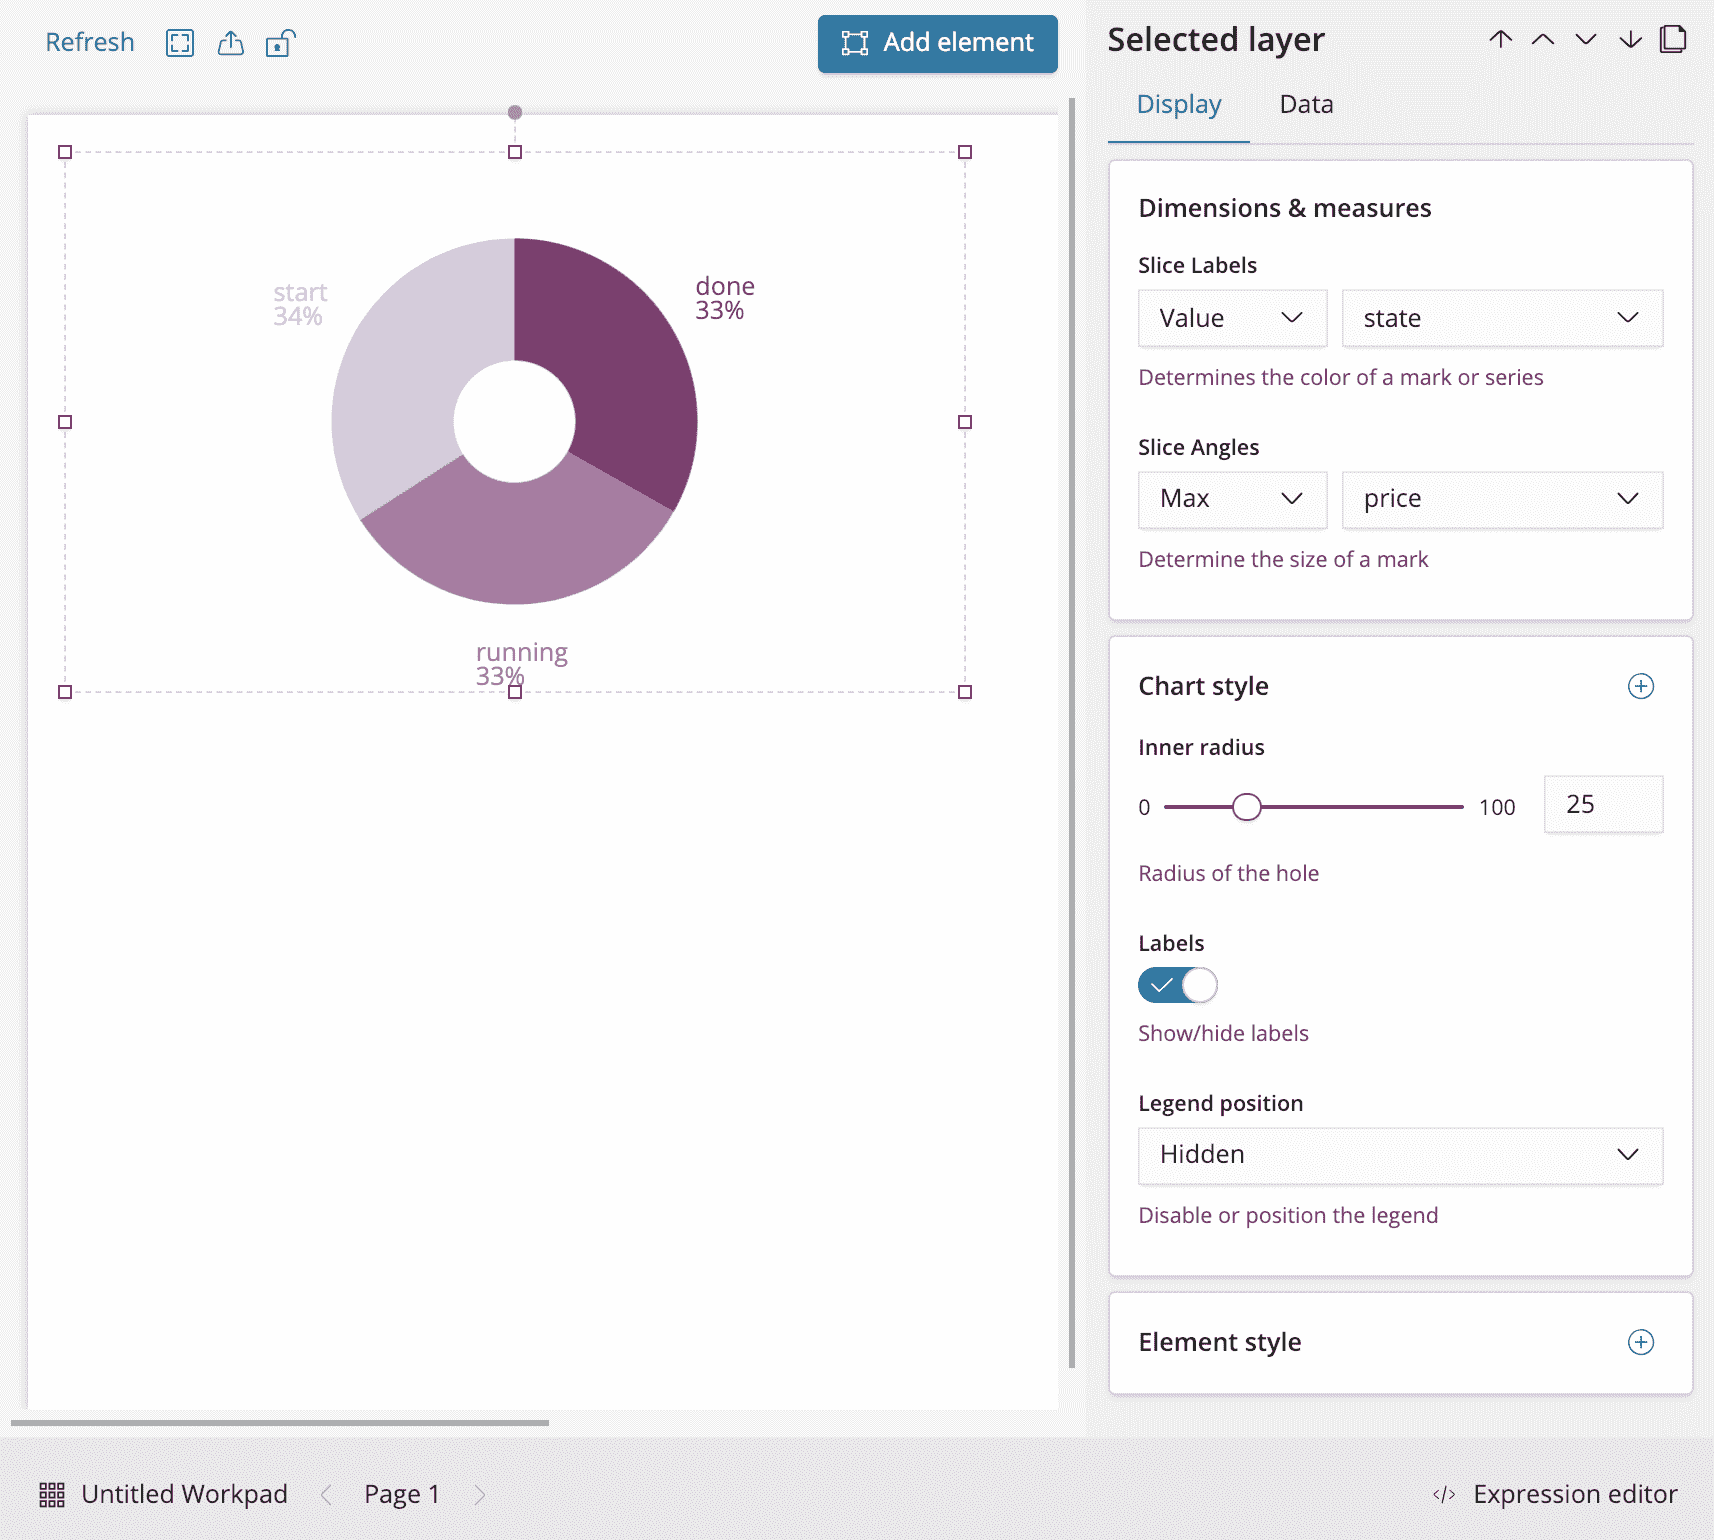 Refresh
Add element
start
34%
done
33%
running
33%
Selected layer
Display Data
Dimensions & measures
Slice Labels
Value state
Determines the color of a mark or series
Slice Angles
Max price
Determine the size of a mark
Chart style
Inner radius
0 100 25
Radius of the hole
Labels
Show/hide labels
Legend position
Hidden
Disable or position the legend
Element style
Untitled Workpad Page 1
</> Expression editor